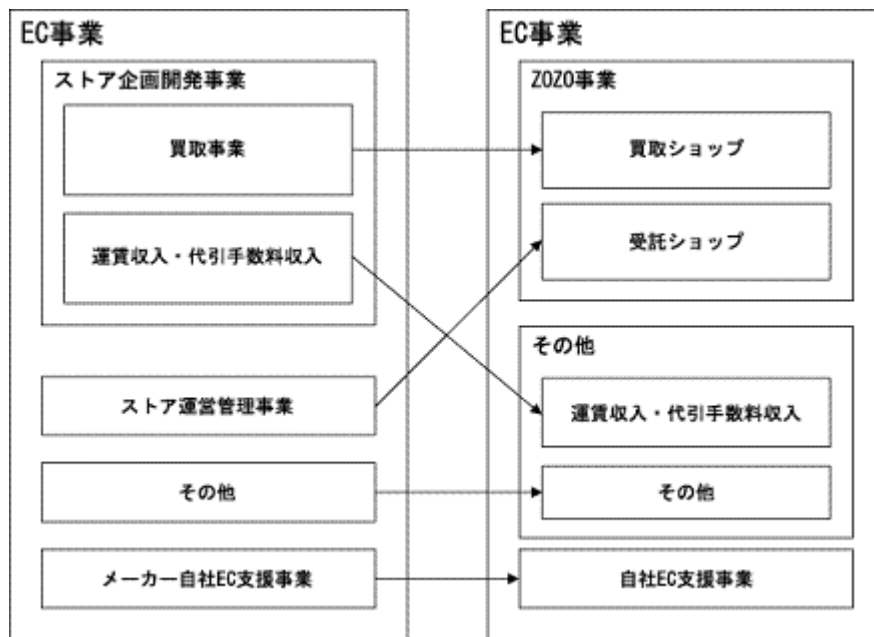 EC事業
ストア企画開発事業
買取事業
運賃収入・代引手数料収入
ストア運営管理事業
その他
メーカー自社EC支援事業
EC事業
ZOZO事業
買取ショップ
受託ショップ
その他
運賃収入・代引手数料収入
その他
自社EC支援事業